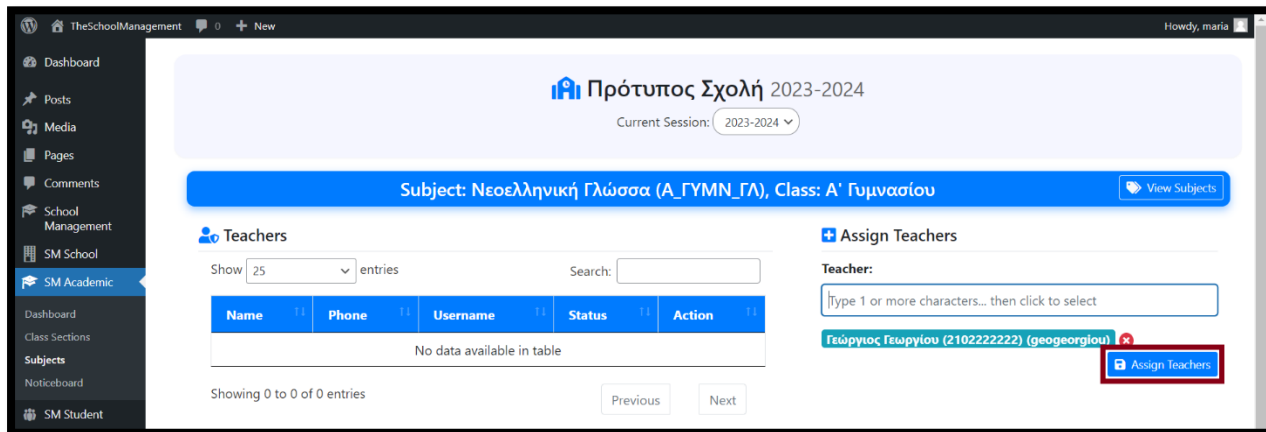 TheSchoolManagement 0 + New Howdy, maria
Dashboard
Posts
Media
Pages
Comments
School
Management
SM School
SM Academic
Dashboard
Class Sections
Subjects
Noticeboard
SM Student
Πρότυπος Σχολή 2023-2024
Current Session: 2023-2024
Subject: Νεοελληνική Γλώσσα (Α_ΓΥΜΝ_ΓΛ), Class: Α' Γυμνασίου
View Subjects
Teachers
Show 25 entries
Search:
Name Phone Username Status Action
No data available in table
Showing 0 to 0 of 0 entries
Previous Next
Assign Teachers
Teacher:
Type 1 or more characters... then click to select
Γεώργιος Γεωργίου (2102222222) (geogeorgiou)
Assign Teachers